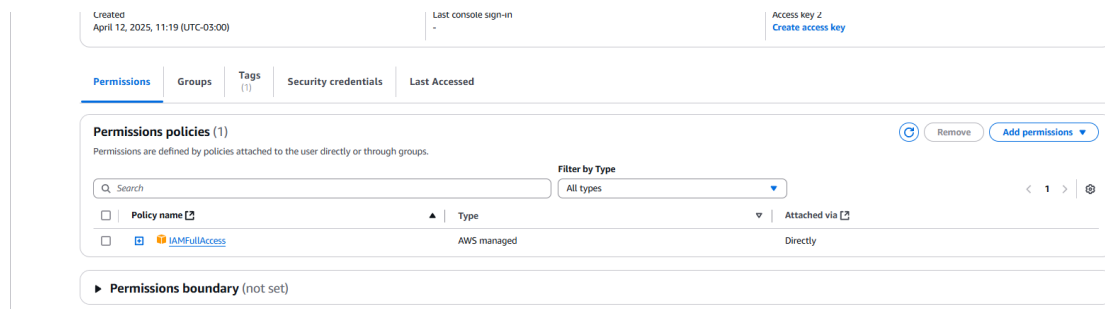 Created
Last console sign-in
Access key 2
April 12, 2025, 11:19 (UTC-03:00)
-
Create access key
Permissions
Groups
Tags
(1)
Security credentials
Last Accessed
Permissions policies (1)
Remove
Add permissions
Permissions are defined by policies attached to the user directly or through groups.
Filter by Type
Search
All types
1
Policy name
Type
Attached via
IAMFullAccess
AWS managed
Directly
Permissions boundary (not set)